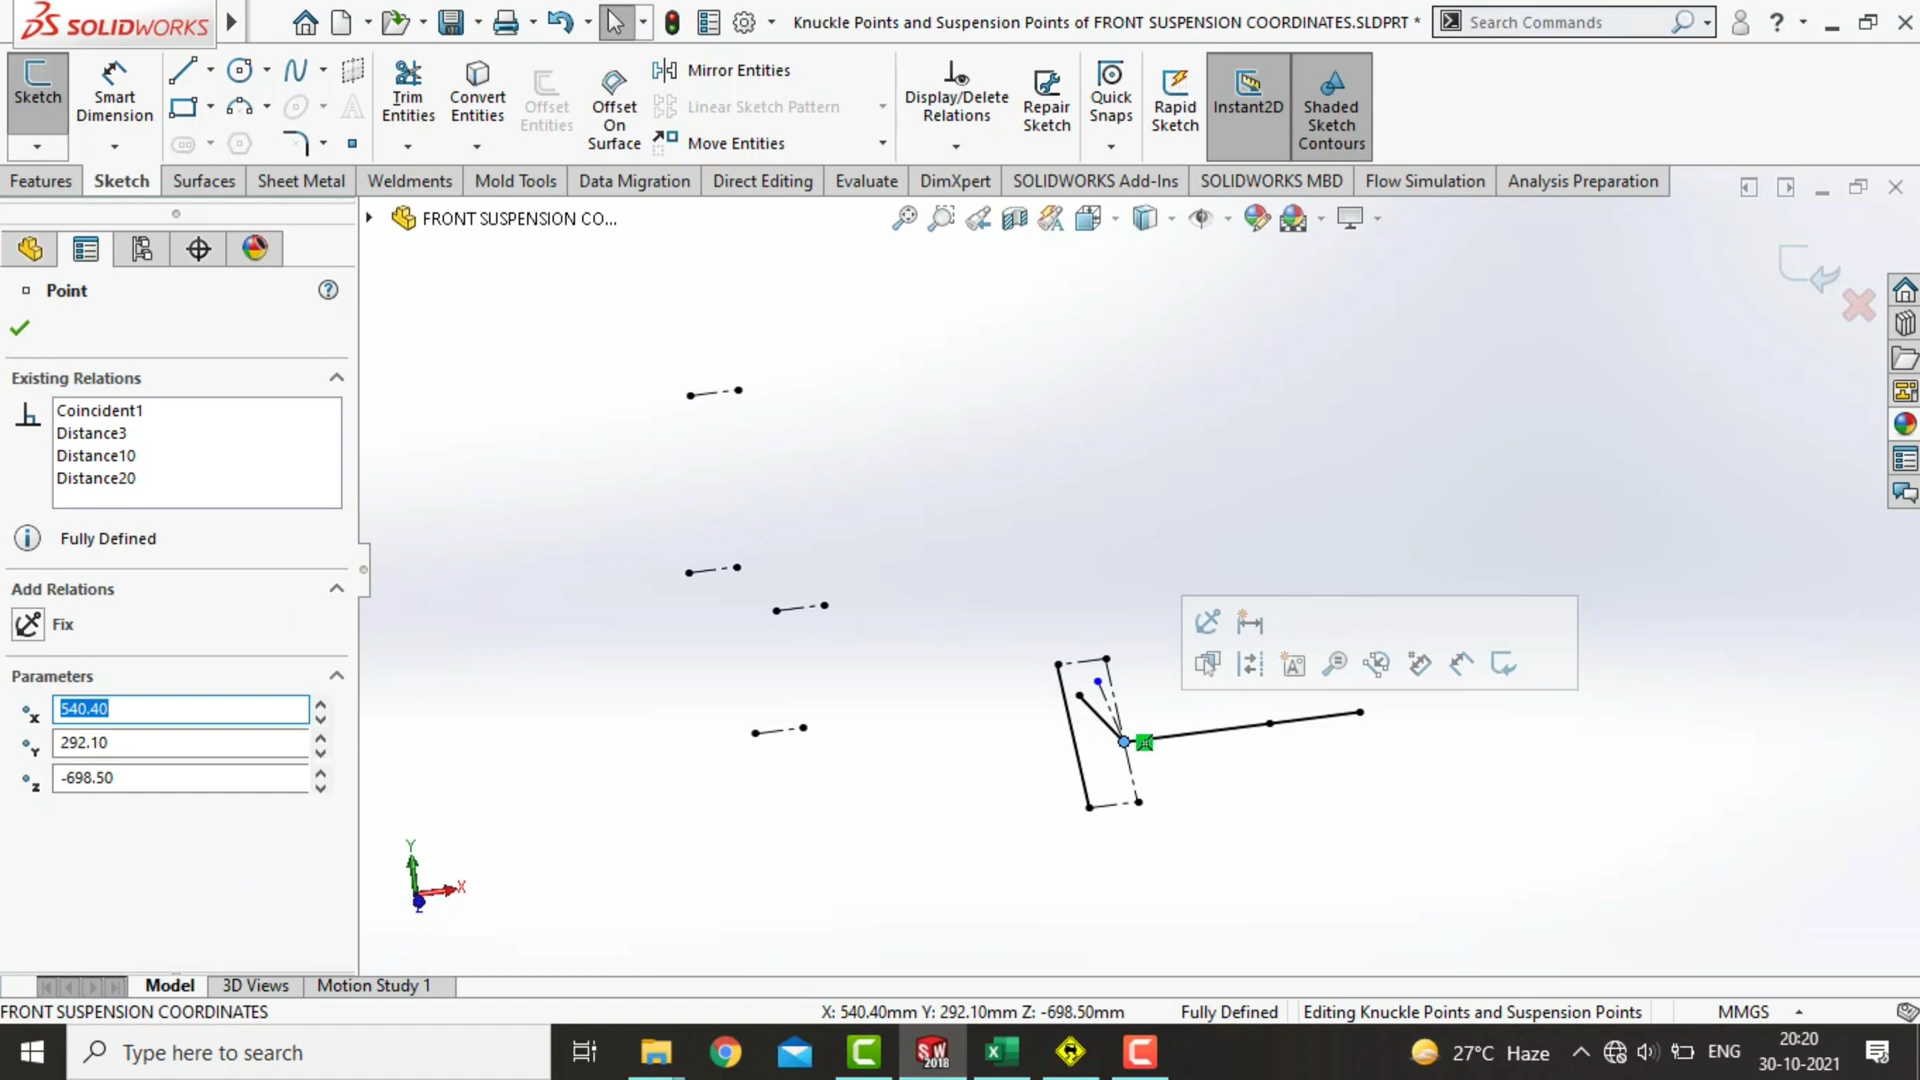 SOLIDWORKS
Knuckle Points and Suspension Points of FRONT SUSPENSION COORDINATES.SLDPRT *
Search Commands
Sketch
Smart Dimension
Trim Entities
Convert Entities
Offset Entities
Offset On Surface
Mirror Entities
Linear Sketch Pattern
Move Entities
Display/Delete Relations
Repair Sketch
Quick Snaps
Rapid Sketch
Instant2D
Shaded Sketch Contours
Features
Sketch
Surfaces
Sheet Metal
Weldments
Mold Tools
Data Migration
Direct Editing
Evaluate
DimXpert
SOLIDWORKS Add-Ins
SOLIDWORKS MBD
Flow Simulation
Analysis Preparation
FRONT SUSPENSION CO...
Point
Existing Relations
Coincident1
Distance3
Distance10
Distance20
Fully Defined
Add Relations
Fix
Parameters
X 540.40
Y 292.10
Z -698.50
Y
X
Z
Model
3D Views
Motion Study 1
FRONT SUSPENSION COORDINATES
X: 540.40mm Y: 292.10mm Z: -698.50mm
Fully Defined
Editing Knuckle Points and Suspension Points
MMGS
Type here to search
SW 2018
27°C Haze
ENG
20:20
30-10-2021